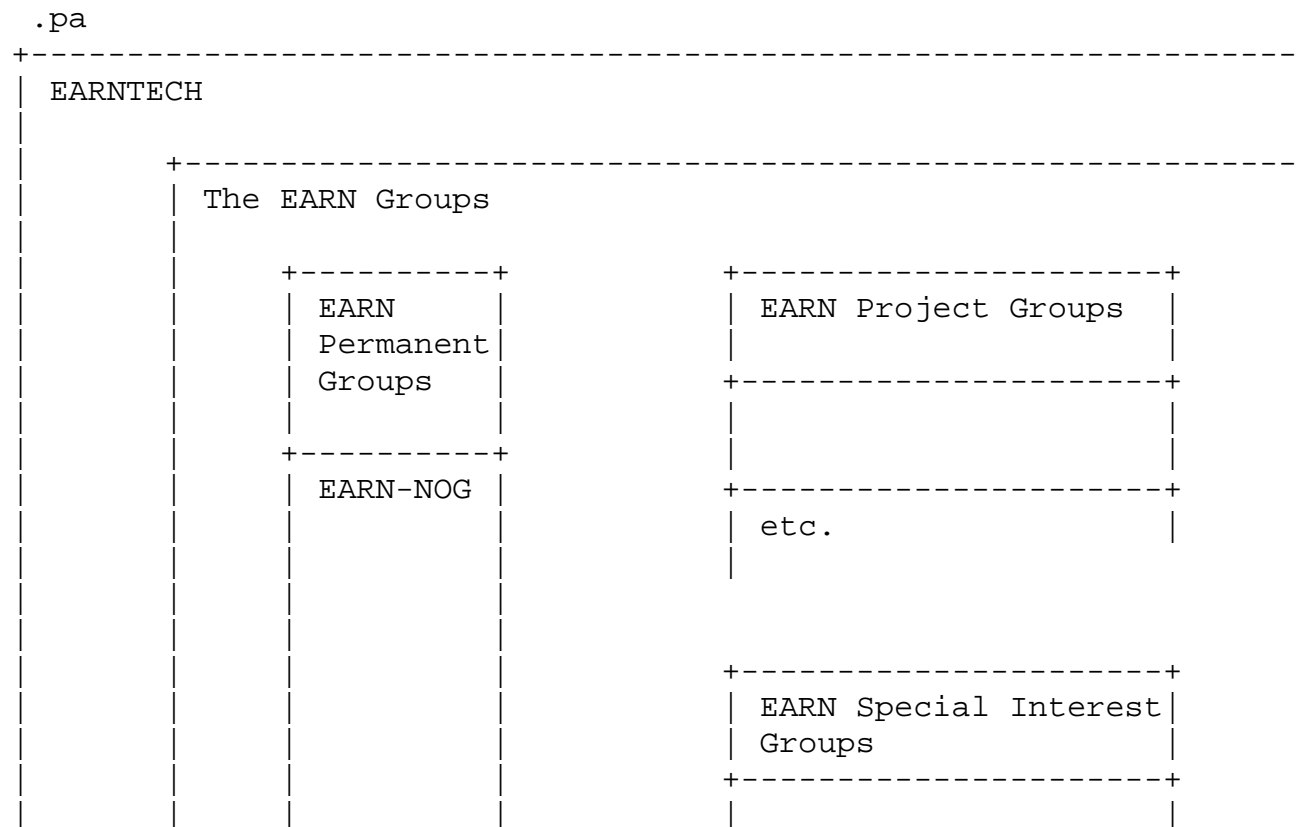 .pa
EARNTECH
The EARN Groups
EARN
EARN Project Groups
Permanent
Groups
EARN-NOG
etc.
EARN Special Interest
Groups